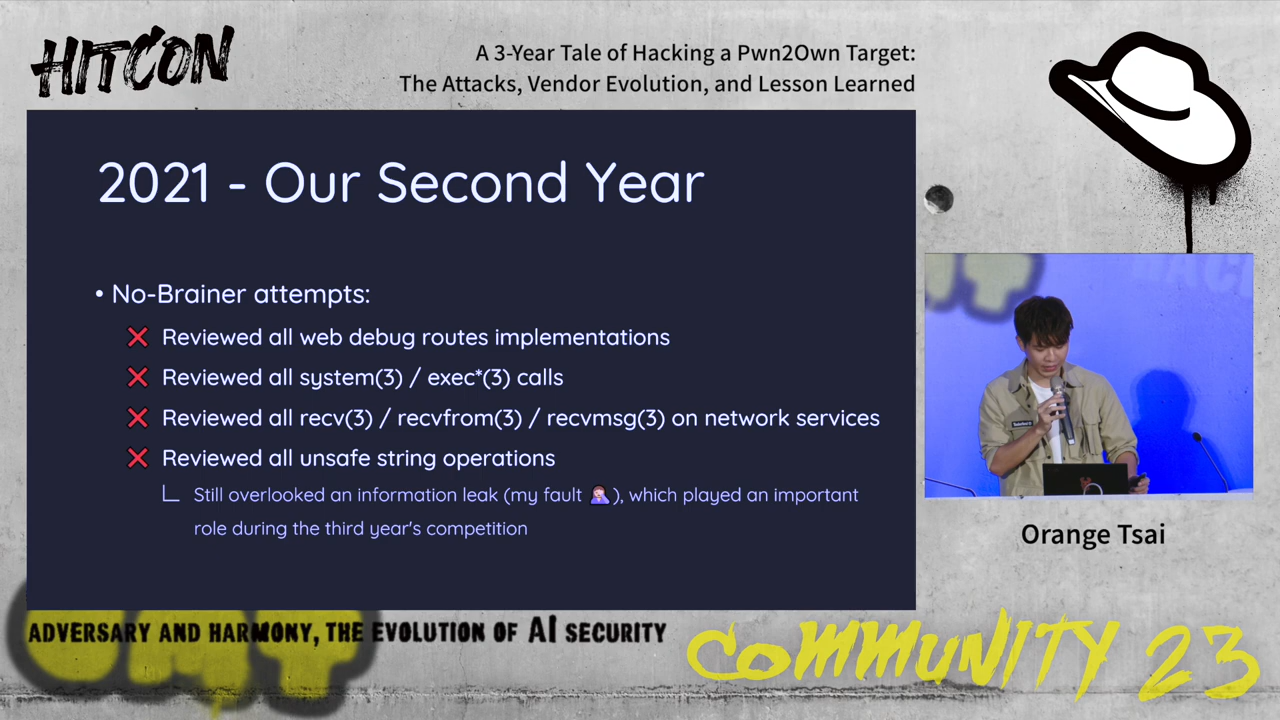 HITCON
A 3-Year Tale of Hacking a Pwn2Own Target:
The Attacks, Vendor Evolution, and Lesson Learned
2021 - Our Second Year
• No-Brainer attempts:
❌ Reviewed all web debug routes implementations
❌ Reviewed all system(3) / exec*(3) calls
❌ Reviewed all recv(3) / recvfrom(3) / recvmsg(3) on network services
❌ Reviewed all unsafe string operations
Still overlooked an information leak (my fault 🤦🏻), which played an important
role during the third year's competition
Orange Tsai
ADVERSARY AND HARMONY, THE EVOLUTION OF AI SECURITY
COMMUNITY 23